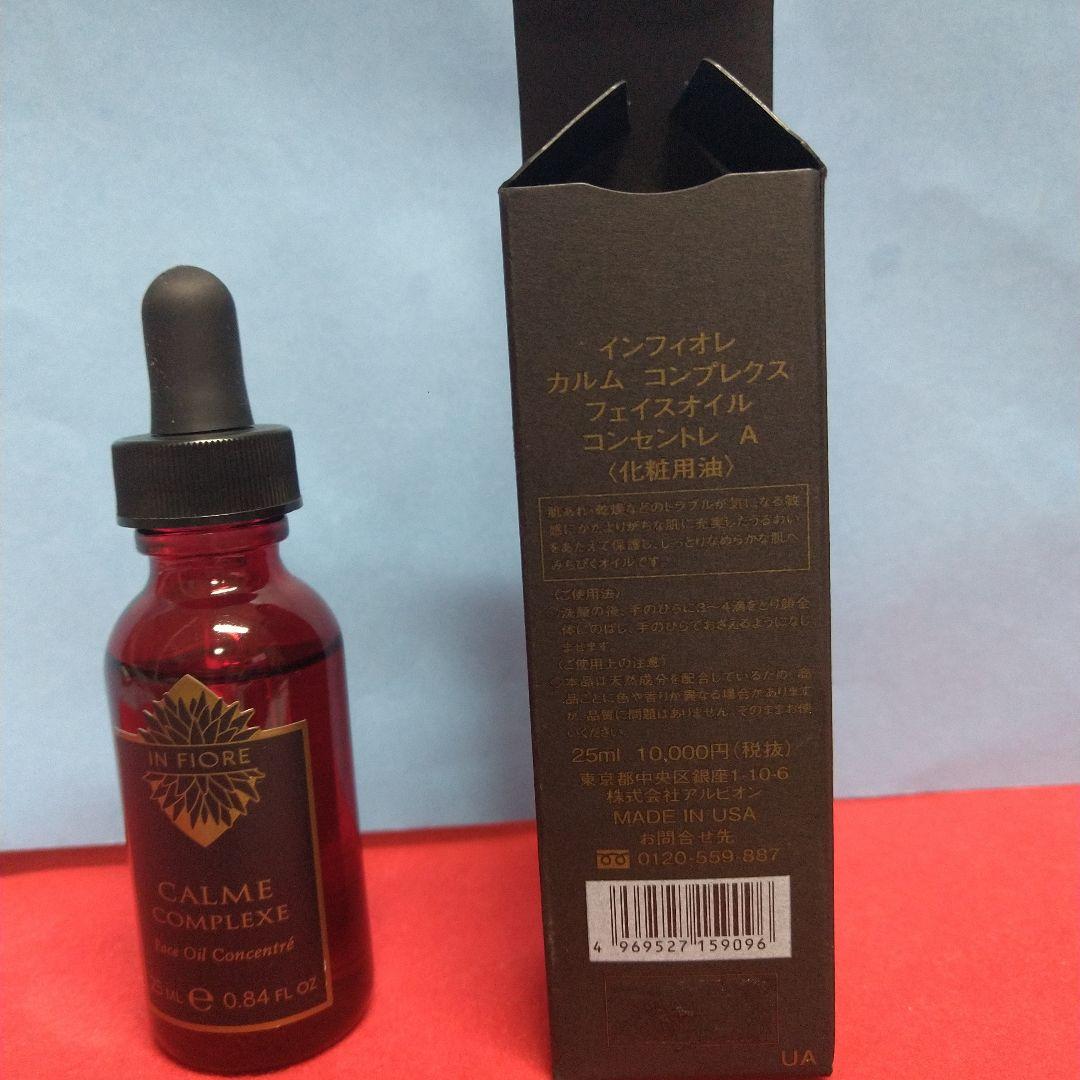 IN FIORE
CALME
COMPLEXE
Face Oil Concentré
25 ML e 0.84 FL OZ
インフィオレ
カルム コンプレクス
フェイスオイル
コンセントレ A
〈化粧用油〉
肌あれ・乾燥などのトラブルが気になる敏
感にかたよりがちな肌に充実したうるおい
をあたえて保護し、しっとりなめらかな肌へ
みちびくオイルです。
〈ご使用法〉
○洗顔の後、手のひらに3〜4滴をとり顔全
体にのばし、手のひらでおさえるようになじ
ませます。
〈ご使用上の注意〉
○本品は天然成分を配合しているため、商
品ごとに色や香りが異なる場合があります
が、品質に問題はありません。そのままお使
いください。
25ml 10,000円(税抜)
東京都中央区銀座1-10-6
株式会社アルビオン
MADE IN USA
お問合せ先
0120-559-887
4 969527 159096
UA